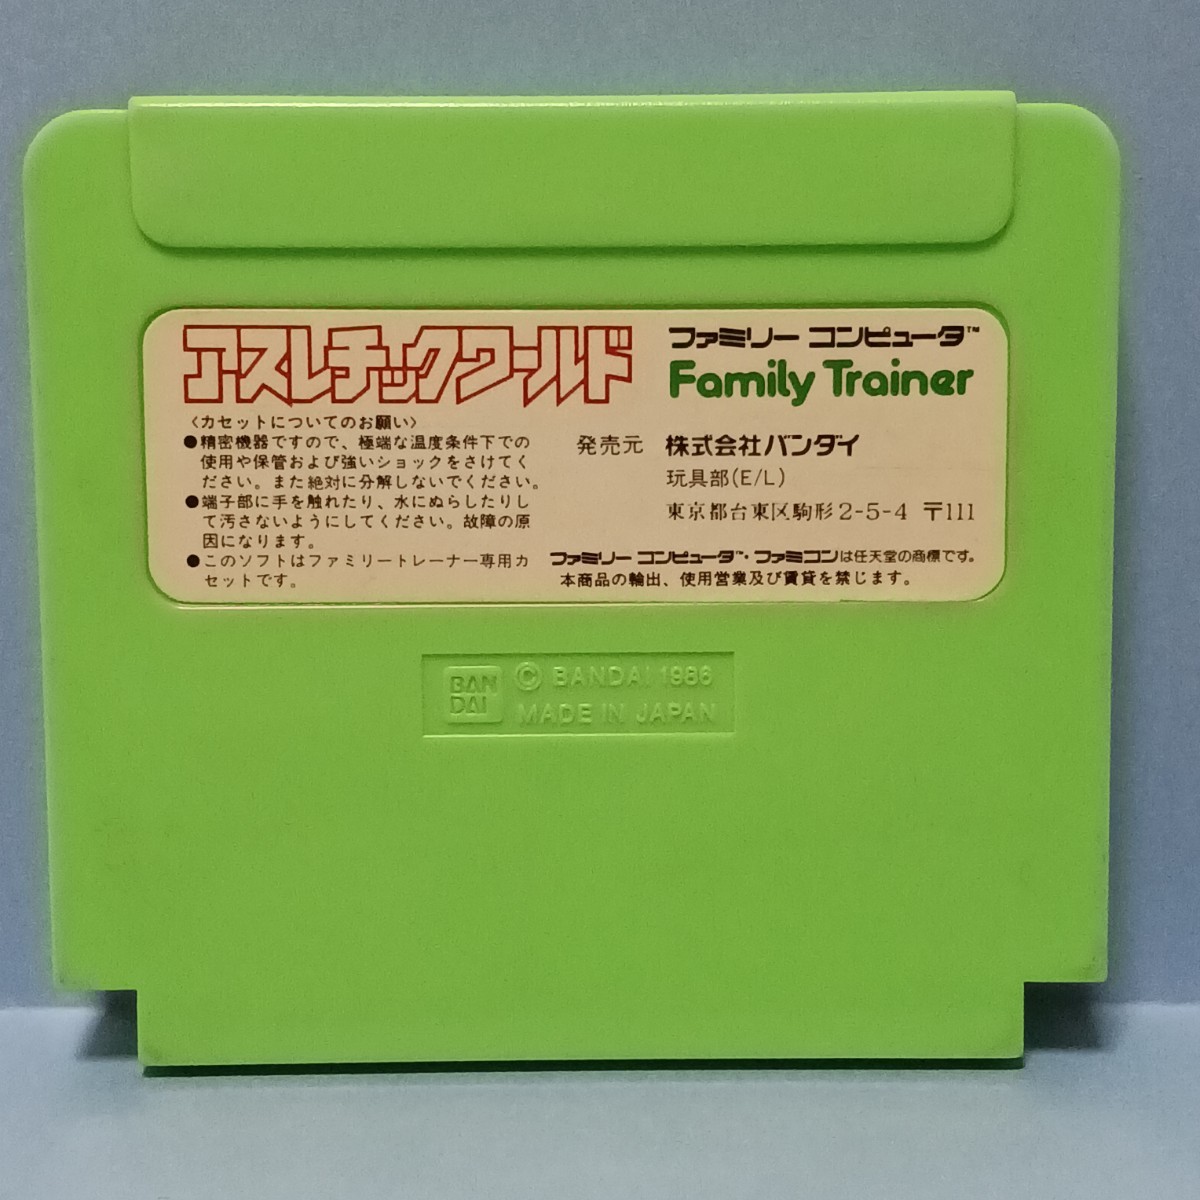 アスレチックワールド
〈カセットについてのお願い〉
●精密機器ですので、極端な温度条件下での
使用や保管および強いショックをさけてく
ださい。また絶対に分解しないでください。
●端子部に手を触れたり、水にぬらしたりし
て汚さないようにしてください。故障の原
因になります。
●このソフトはファミリートレーナー専用カ
セットです。
ファミリー コンピュータ™
Family Trainer
発売元 株式会社バンダイ
玩具部(E/L)
東京都台東区駒形2-5-4 〒111
ファミリー コンピュータ™・ファミコンは任天堂の商標です。
本商品の輸出、使用営業及び賃貸を禁じます。
BAN
DAI
© BANDAI 1986
MADE IN JAPAN